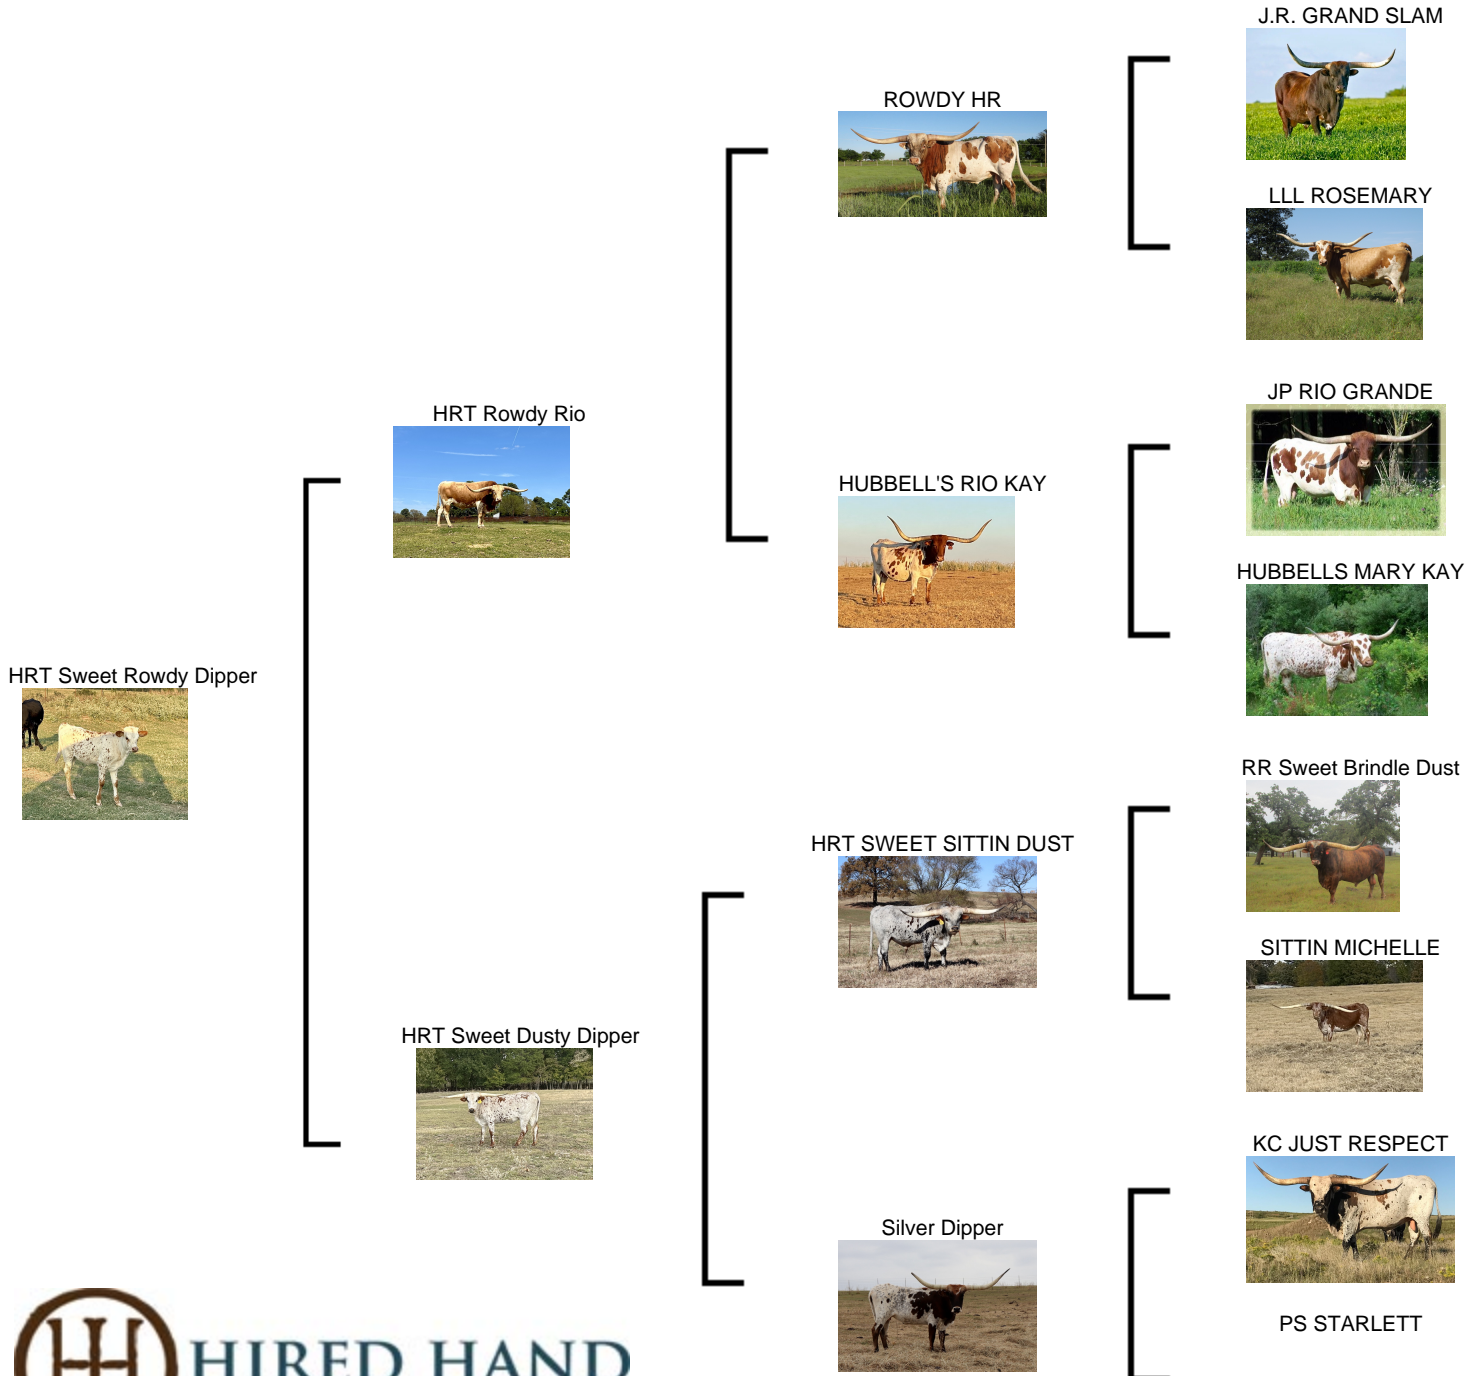 J.R. GRAND SLAM
ROWDY HR
LLL ROSEMARY
HRT Rowdy Rio
JP RIO GRANDE
HUBBELL'S RIO KAY
HUBBELLS MARY KAY
HRT Sweet Rowdy Dipper
RR Sweet Brindle Dust
HRT SWEET SITTIN DUST
SITTIN MICHELLE
HRT Sweet Dusty Dipper
KC JUST RESPECT
Silver Dipper
PS STARLETT
HIRED HAND